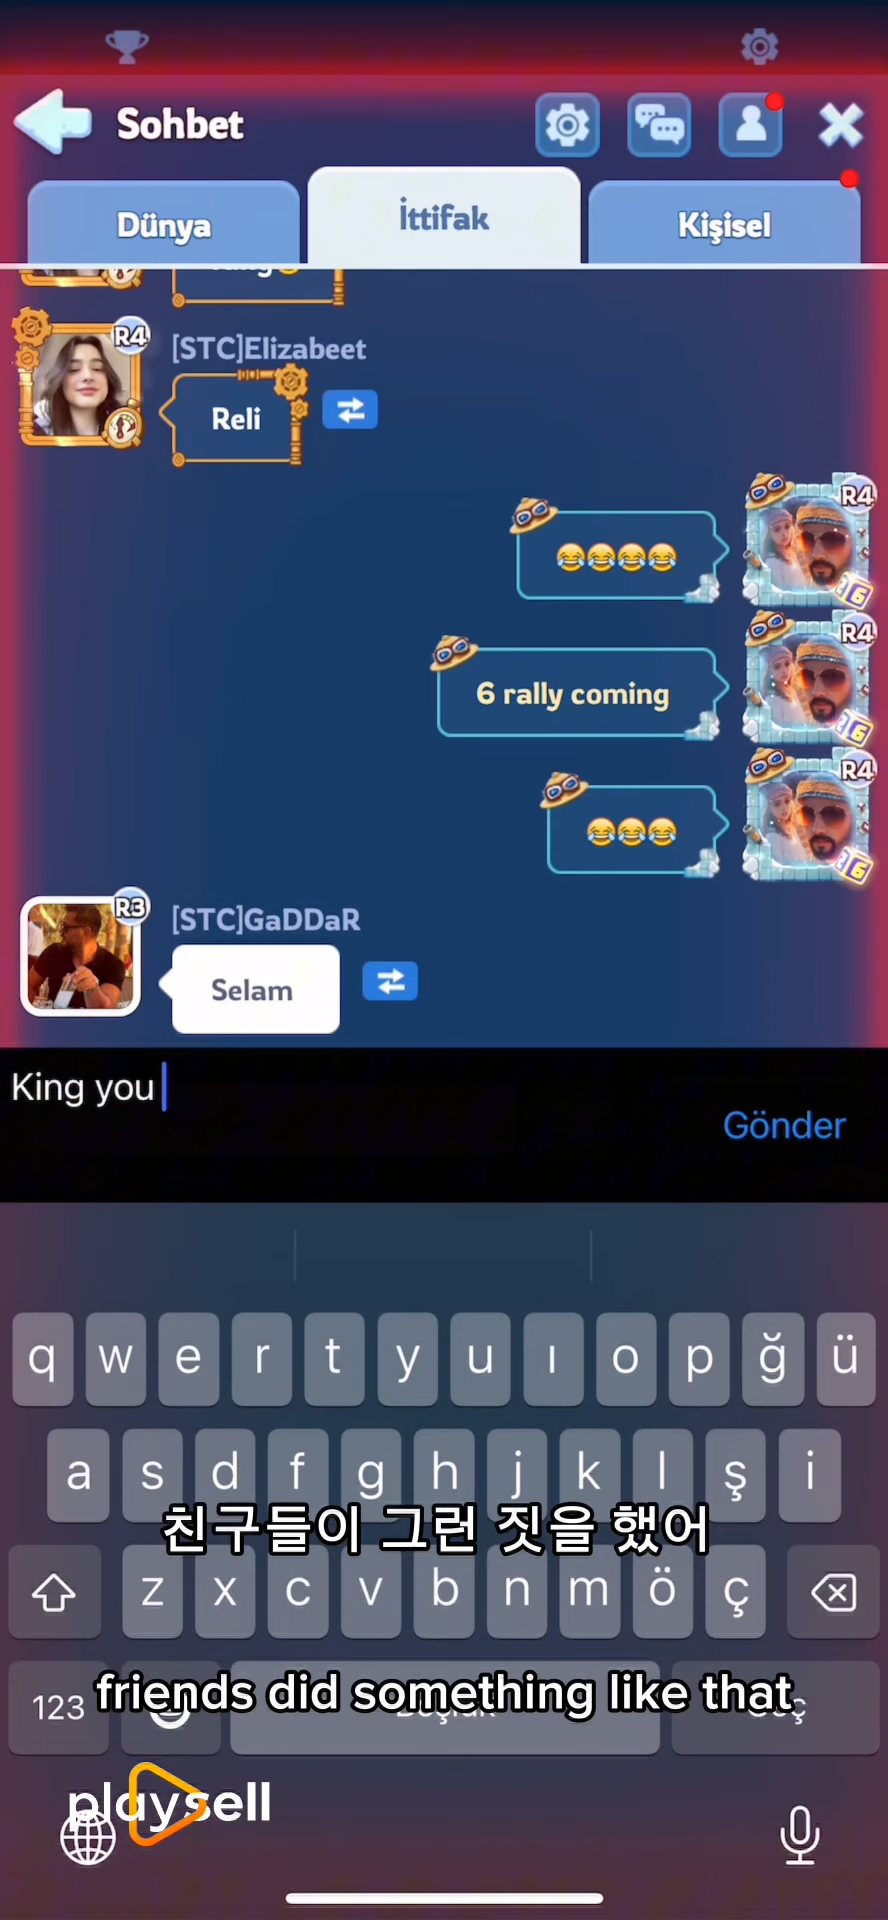 Sohbet
Dünya
İttifak
Kişisel
R4
[STC]Elizabeet
Reli
R4
R4
6 rally coming
R4
R3
[STC]GaDDaR
Selam
King you
Gönder
q w e r t y u ı o p ğ ü
a s d f g h j k l ş i
친구들이 그런 짓을 했어
z x c v b n m ö ç
123
friends did something like that
playsell